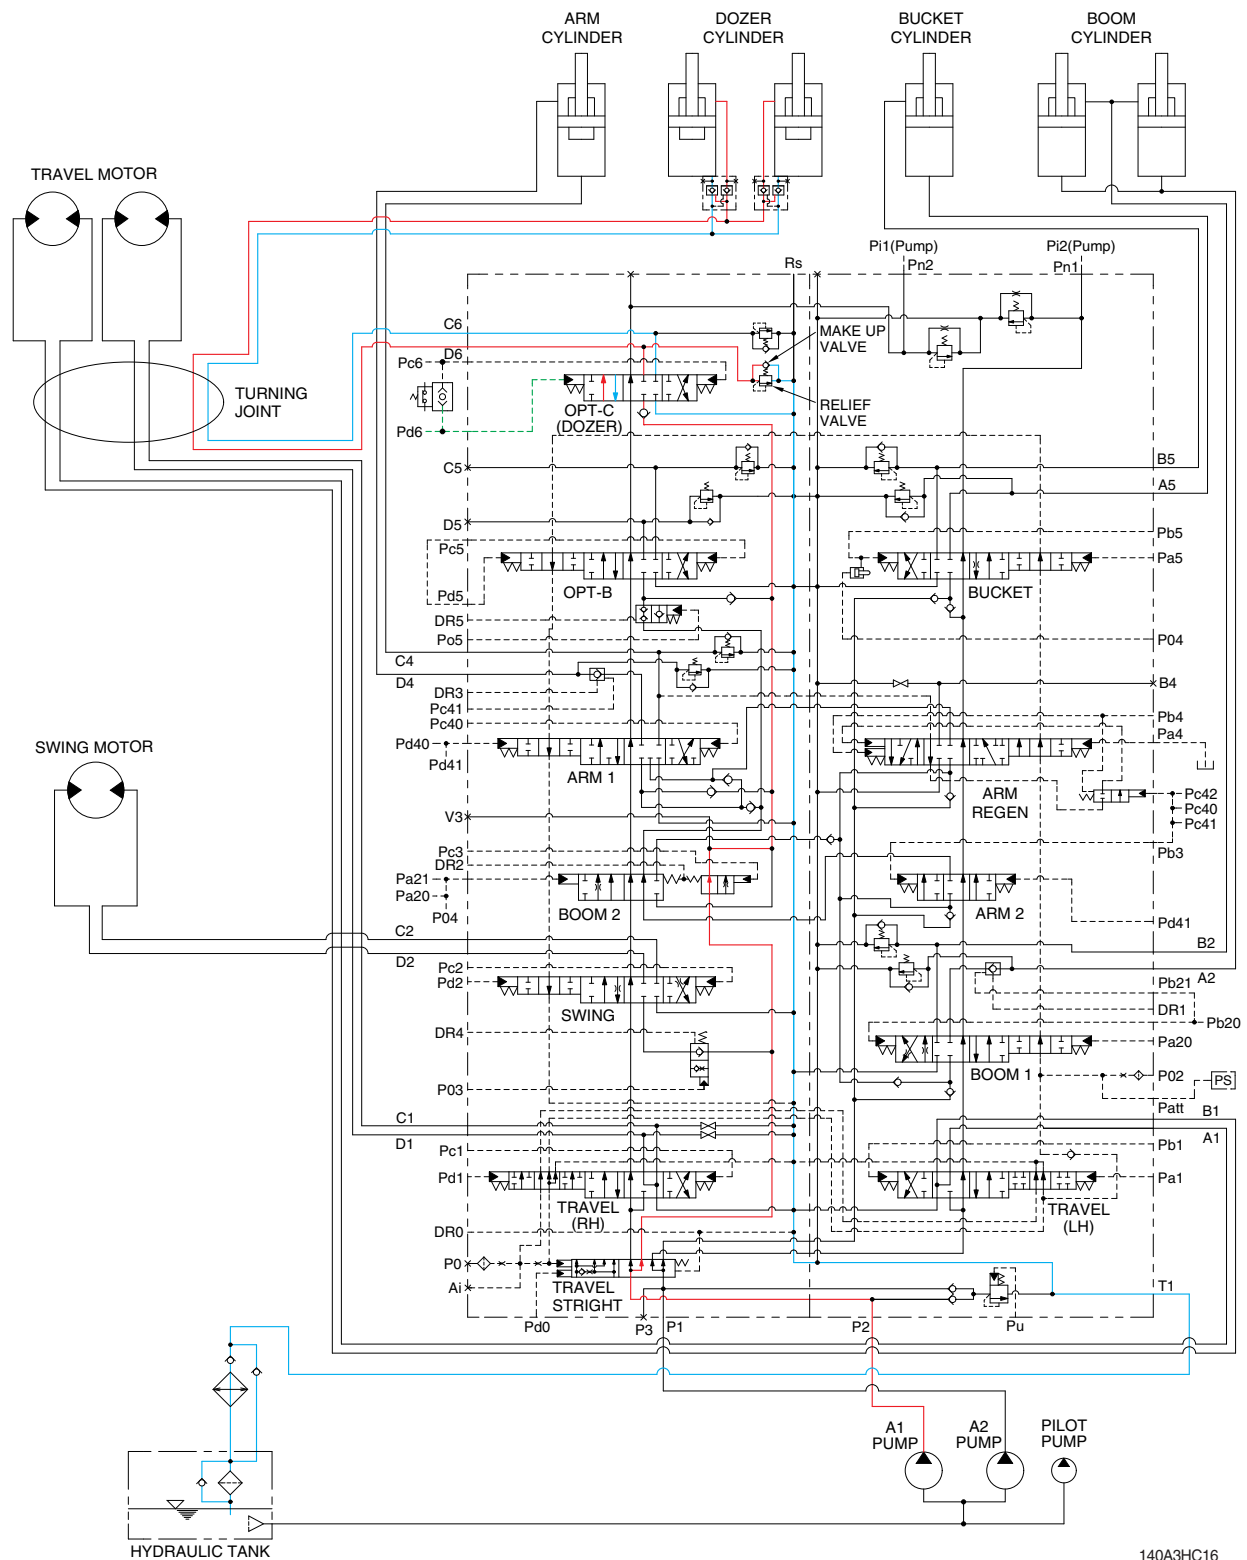 ARM
CYLINDER
DOZER
CYLINDER
BUCKET
CYLINDER
BOOM
CYLINDER
TRAVEL MOTOR
TURNING
JOINT
Rs
Pi1(Pump)
Pn2
Pi2(Pump)
Pn1
C6
D6
Pc6
Pd6
MAKE UP
VALVE
RELIEF
VALVE
OPT-C
(DOZER)
C5
D5
Pc5
Pd5
DR5
Po5
OPT-B
B5
A5
Pb5
Pa5
BUCKET
P04
C4
D4
DR3
Pc41
Pc40
Pd40
Pd41
ARM 1
B4
Pb4
Pa4
ARM
REGEN
Pc42
Pc40
Pc41
SWING MOTOR
V3
Pc3
DR2
Pa21
Pa20
P04
BOOM 2
Pb3
ARM 2
Pd41
C2
D2
Pc2
Pd2
SWING
B2
A2
Pb21
DR1
Pb20
Pa20
BOOM 1
DR4
P03
P02
PS
Patt
C1
D1
Pc1
Pd1
TRAVEL
(RH)
B1
A1
Pb1
Pa1
TRAVEL
(LH)
DR0
P0
Ai
TRAVEL
STRIGHT
T1
Pd0
P3
P1
P2
Pu
A1
PUMP
A2
PUMP
PILOT
PUMP
HYDRAULIC TANK
140A3HC16